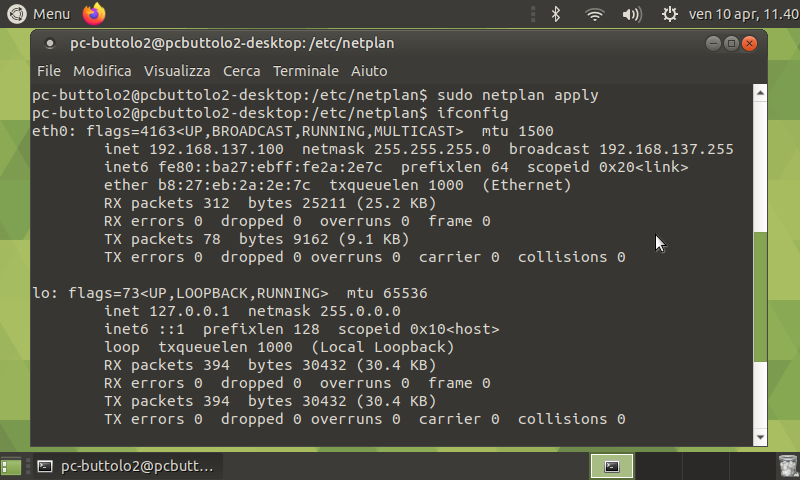 Menu
ven 10 apr, 11.40
pc-buttolo2@pcbuttolo2-desktop: /etc/netplan
File Modifica Visualizza Cerca Terminale Aiuto
pc-buttolo2@pcbuttolo2-desktop:/etc/netplan$ sudo netplan apply
pc-buttolo2@pcbuttolo2-desktop:/etc/netplan$ ifconfig
eth0: flags=4163<UP,BROADCAST,RUNNING,MULTICAST>  mtu 1500
        inet 192.168.137.100  netmask 255.255.255.0  broadcast 192.168.137.255
        inet6 fe80::ba27:ebff:fe2a:2e7c  prefixlen 64  scopeid 0x20<link>
        ether b8:27:eb:2a:2e:7c  txqueuelen 1000  (Ethernet)
        RX packets 312  bytes 25211 (25.2 KB)
        RX errors 0  dropped 0  overruns 0  frame 0
        TX packets 78  bytes 9162 (9.1 KB)
        TX errors 0  dropped 0 overruns 0  carrier 0  collisions 0
lo: flags=73<UP,LOOPBACK,RUNNING>  mtu 65536
        inet 127.0.0.1  netmask 255.0.0.0
        inet6 ::1  prefixlen 128  scopeid 0x10<host>
        loop  txqueuelen 1000  (Local Loopback)
        RX packets 394  bytes 30432 (30.4 KB)
        RX errors 0  dropped 0  overruns 0  frame 0
        TX packets 394  bytes 30432 (30.4 KB)
        TX errors 0  dropped 0 overruns 0  carrier 0  collisions 0
pc-buttolo2@pcbutt...